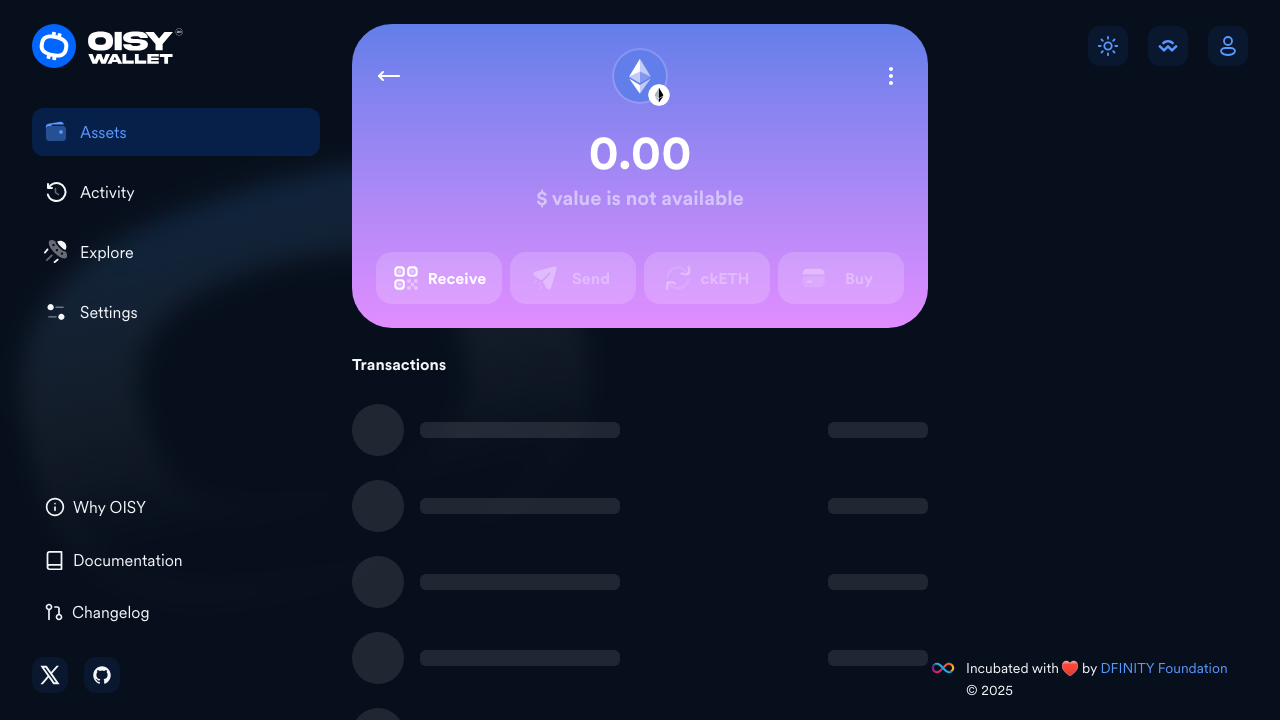 OISY
WALLET
Assets
Activity
Explore
Settings
Why OISY
Documentation
Changelog
0.00
$ value is not available
Receive
Send
ckETH
Buy
Transactions
Incubated with ❤️ by DFINITY Foundation
© 2025